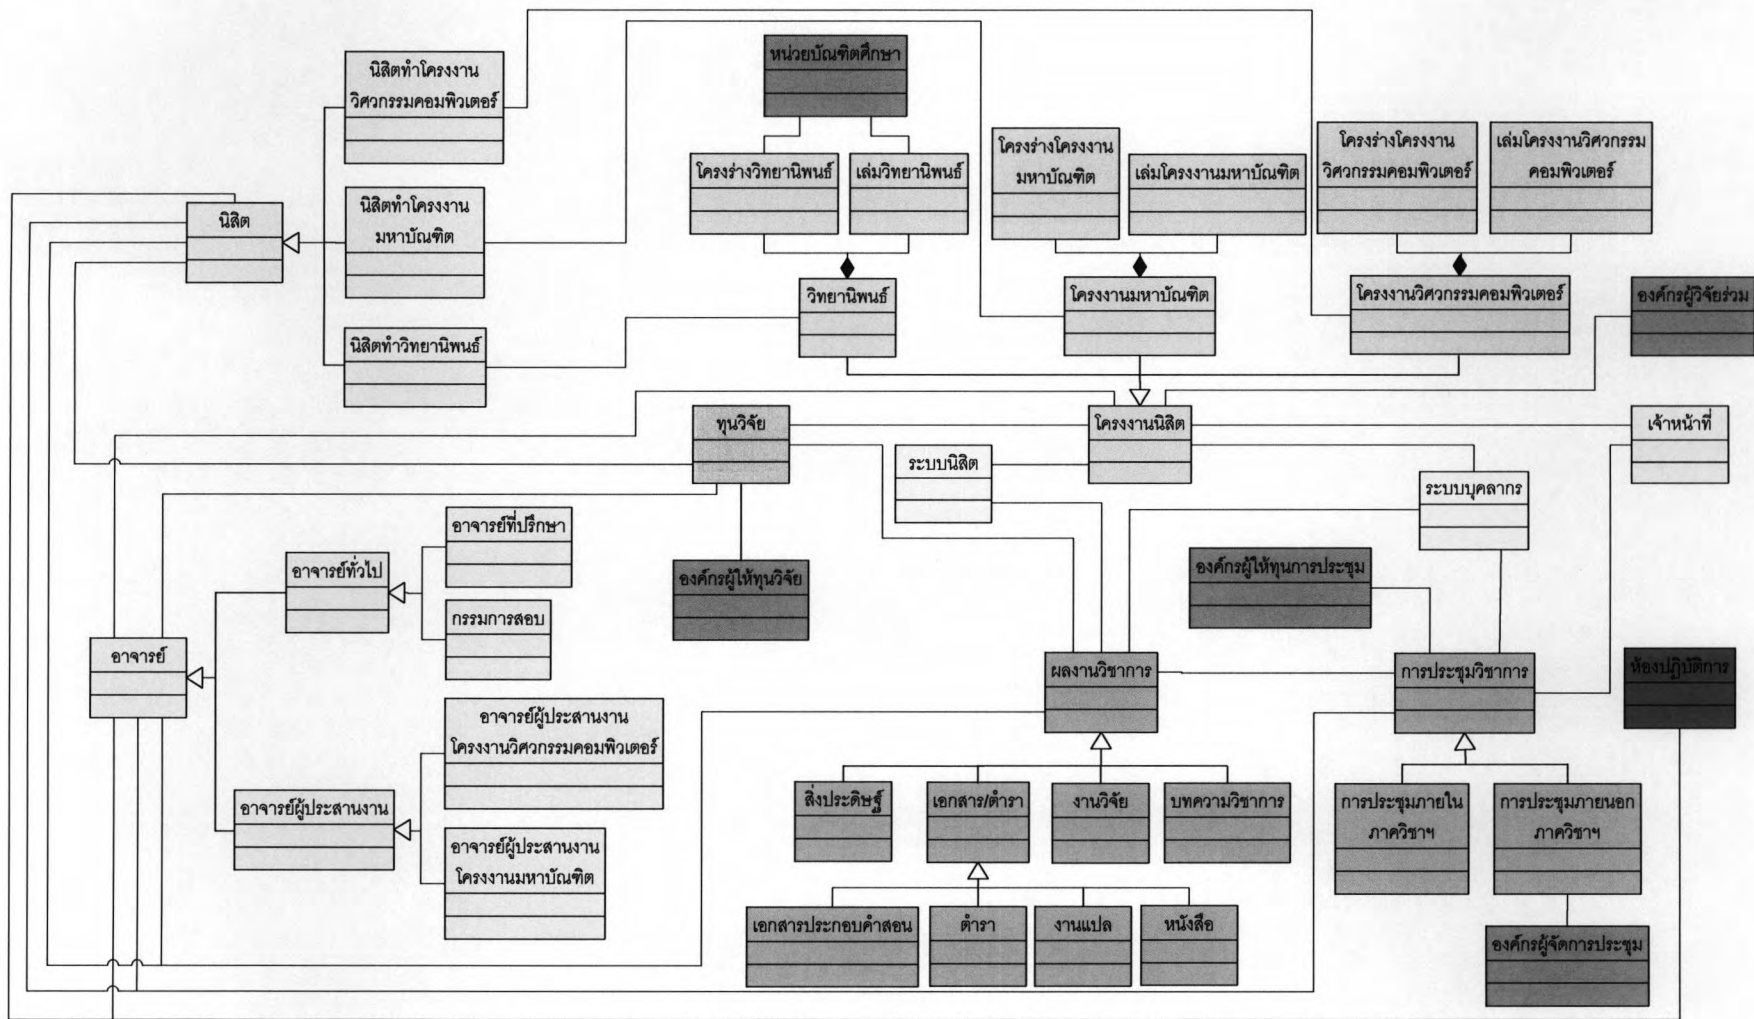 นิสิตทำโครงงาน
วิศวกรรมคอมพิวเตอร์
หน่วยบัณฑิตศึกษา
โครงร่างวิทยานิพนธ์
เล่มวิทยานิพนธ์
โครงร่างโครงงาน
มหาบัณฑิต
เล่มโครงงานมหาบัณฑิต
โครงร่างโครงงาน
วิศวกรรมคอมพิวเตอร์
เล่มโครงงานวิศวกรรม
คอมพิวเตอร์
นิสิต
นิสิตทำโครงงาน
มหาบัณฑิต
วิทยานิพนธ์
โครงงานมหาบัณฑิต
โครงงานวิศวกรรมคอมพิวเตอร์
องค์กรผู้วิจัยร่วม
นิสิตทำวิทยานิพนธ์
ทุนวิจัย
โครงงานนิสิต
เจ้าหน้าที่
ระบบนิสิต
ระบบบุคลากร
อาจารย์ที่ปรึกษา
อาจารย์ทั่วไป
องค์กรผู้ให้ทุนวิจัย
องค์กรผู้ให้ทุนการประชุม
กรรมการสอบ
อาจารย์
ผลงานวิชาการ
การประชุมวิชาการ
ห้องปฏิบัติการ
อาจารย์ผู้ประสานงาน
โครงงานวิศวกรรมคอมพิวเตอร์
อาจารย์ผู้ประสานงาน
สิ่งประดิษฐ์
เอกสาร/ตำรา
งานวิจัย
บทความวิชาการ
การประชุมภายใน
ภาควิชาฯ
การประชุมภายนอก
ภาควิชาฯ
อาจารย์ผู้ประสานงาน
โครงงานมหาบัณฑิต
เอกสารประกอบคำสอน
ตำรา
งานแปล
หนังสือ
องค์กรผู้จัดการประชุม